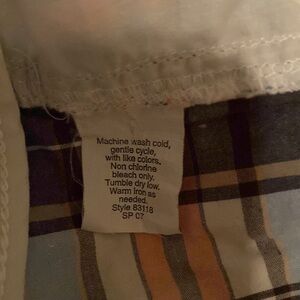 Machine wash cold,
gentle cycle,
with like colors.
Non chlorine
bleach only.
Tumble dry low.
Warm iron as
needed.
Style 83118
SP 07